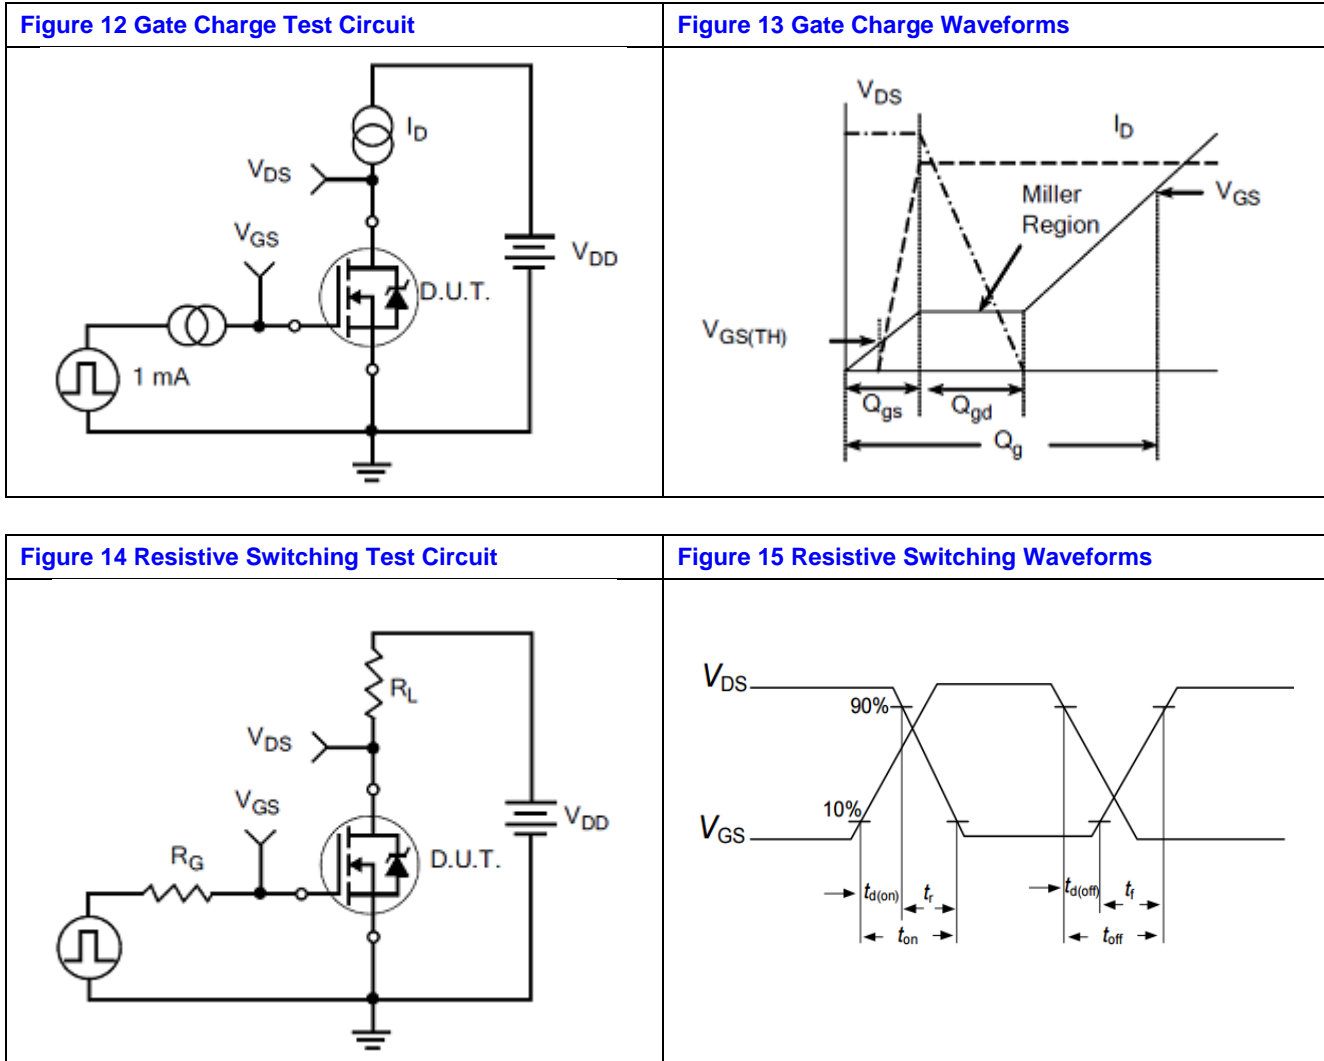 Figure 12 Gate Charge Test Circuit
Figure 13 Gate Charge Waveforms
ID
VDS
VGS
VDD
D.U.T.
1 mA
VDS
ID
Miller
Region
VGS
VGS(TH)
Qgs
Qgd
Qg
Figure 14 Resistive Switching Test Circuit
Figure 15 Resistive Switching Waveforms
RL
VDS
VGS
VDD
RG
D.U.T.
VDS
90%
10%
VGS
td(on)
tr
td(off)
tf
ton
toff